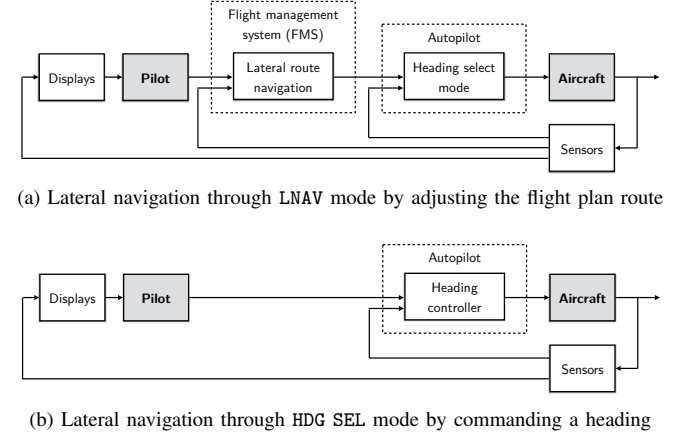 Flight management
system (FMS)
Autopilot
Displays
Pilot
Lateral route
navigation
Heading select
mode
Aircraft
Sensors
(a) Lateral navigation through LNAV mode by adjusting the flight plan route
Autopilot
Displays
Pilot
Heading
controller
Aircraft
Sensors
(b) Lateral navigation through HDG SEL mode by commanding a heading